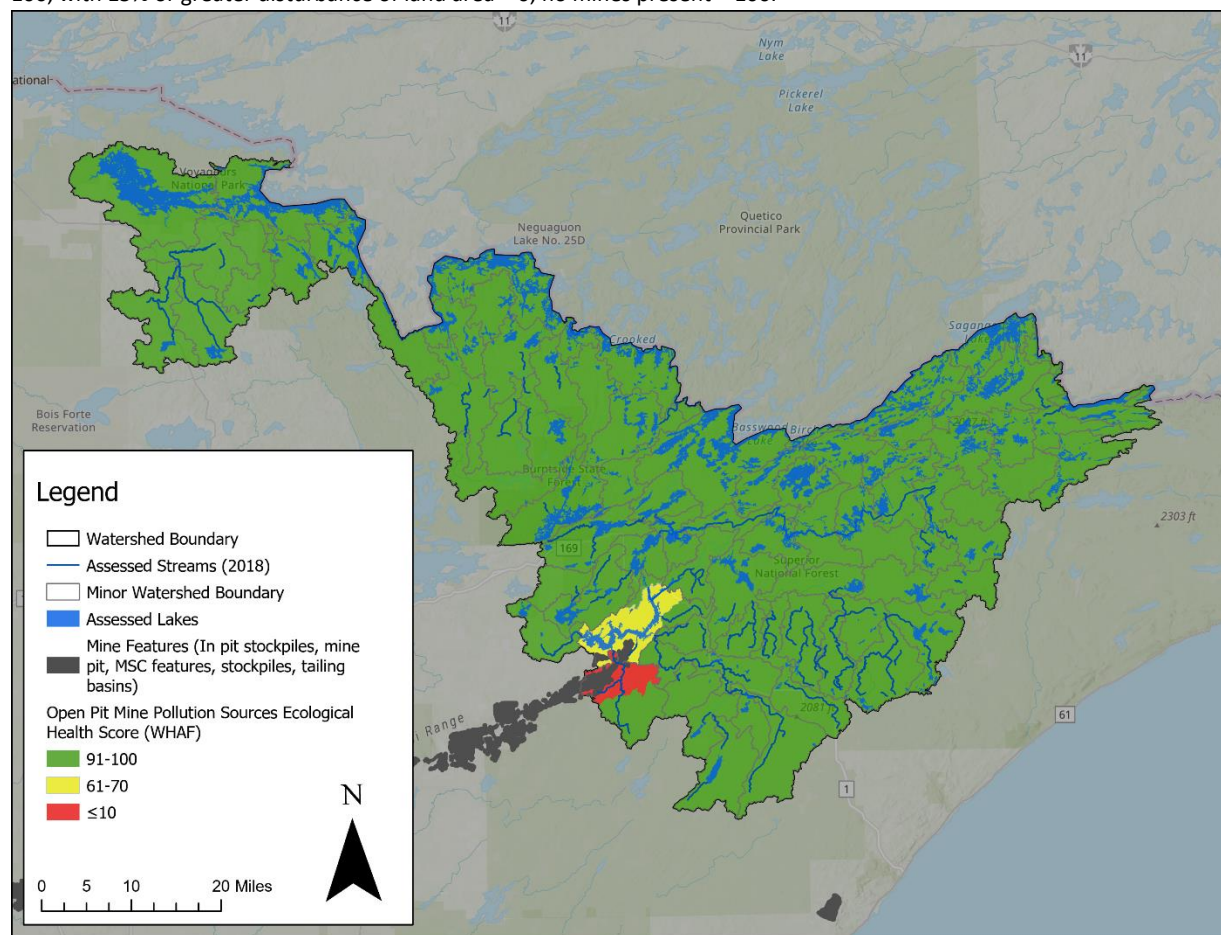 100, with 25% or greater disturbance of land area = 0; no mines present = 100.
11
Nym
Lake
11
national
Pickerel
Lake
Voyageurs
National Park
Neguaguon
Lake No. 25D
Quetico
Provincial Park
Crooked
Bois Forte
Reservation
Basswood
Lake
Burntside State
Forest
2303 ft
169
Superior
National Forest
2081 f
i Range
61
1
Legend
Watershed Boundary
Assessed Streams (2018)
Minor Watershed Boundary
Assessed Lakes
Mine Features (In pit stockpiles, mine
pit, MSC features, stockpiles, tailing
basins)
Open Pit Mine Pollution Sources Ecological
Health Score (WHAF)
91-100
61-70
≤10
N
0 5 10 20 Miles